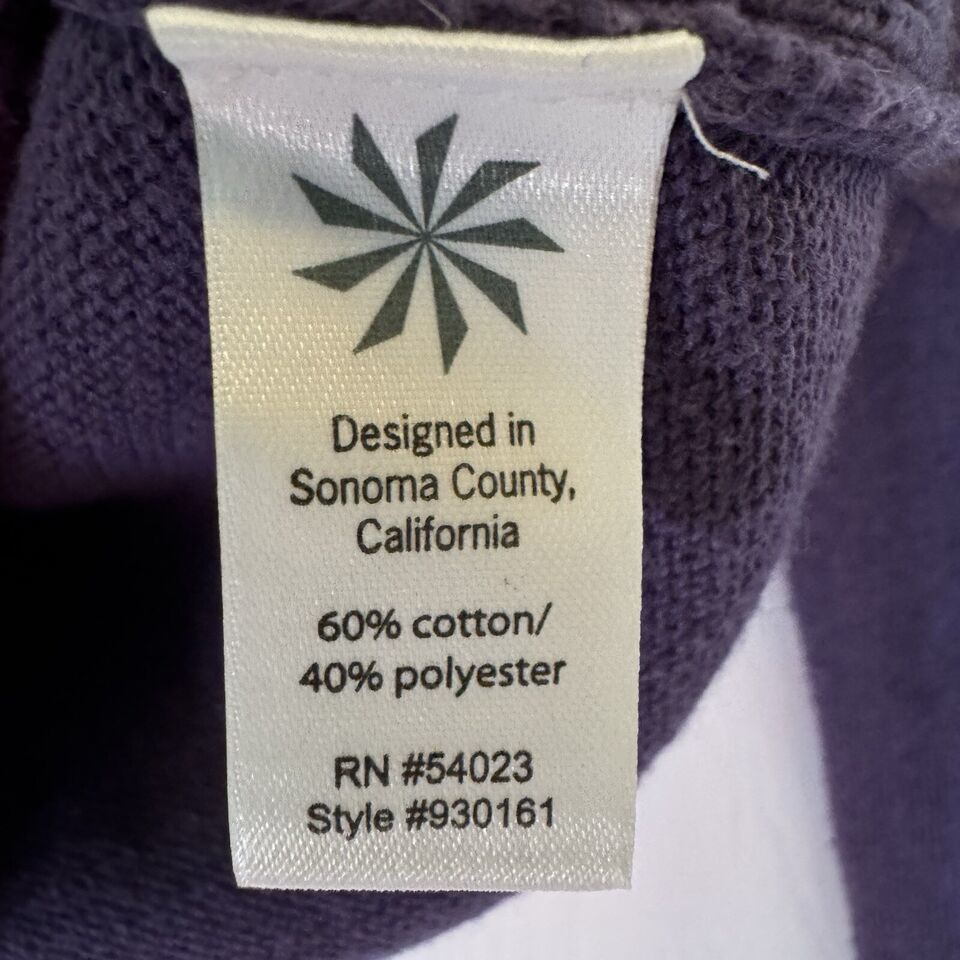 Designed in
Sonoma County,
California
60% cotton/
40% polyester
RN #54023
Style #930161